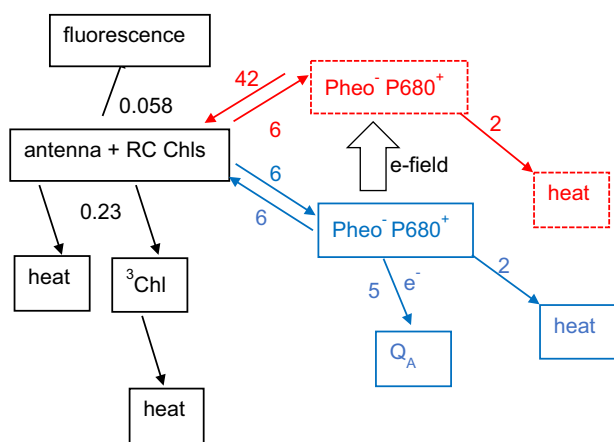 fluorescence
42
Pheo⁻ P680⁺
0.058
6
2
antenna + RC Chls
6
e-field
heat
6
0.23
Pheo⁻ P680⁺
heat
³Chl
5
e⁻
2
heat
Q_A
heat